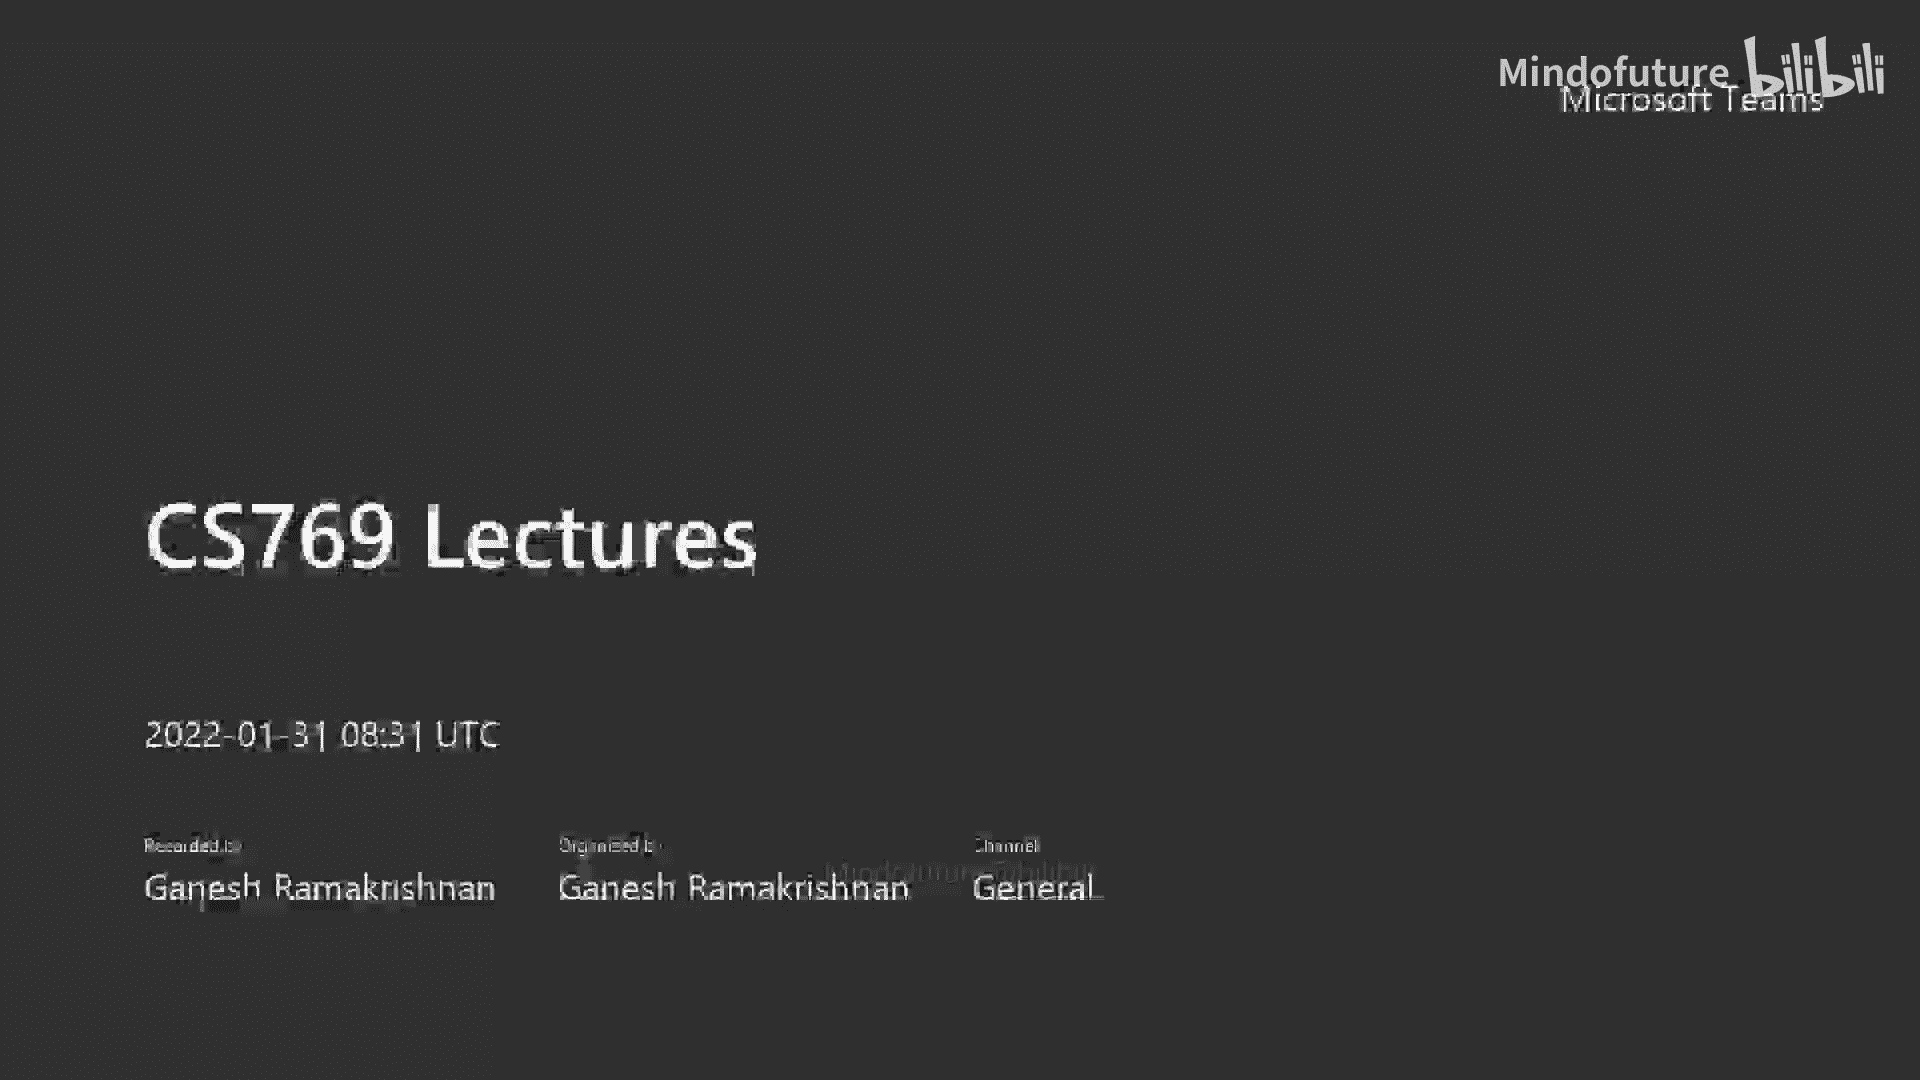 Mindofuture bilibili
Microsoft Teams
CS769 Lectures
2022-01-31 08:31 UTC
Recorded by Organized by Channel
Ganesh Ramakrishnan Ganesh Ramakrishnan General